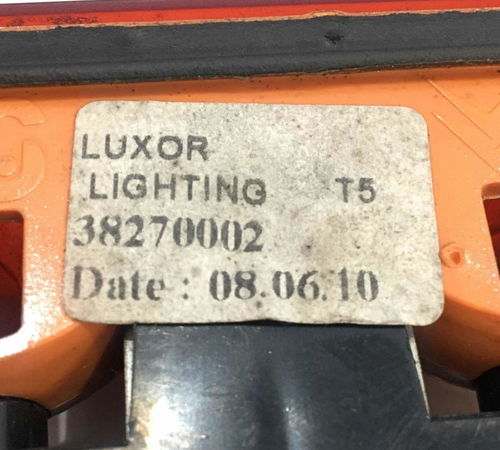 LUXOR
LIGHTING T5
38270002
Date : 08.06.10